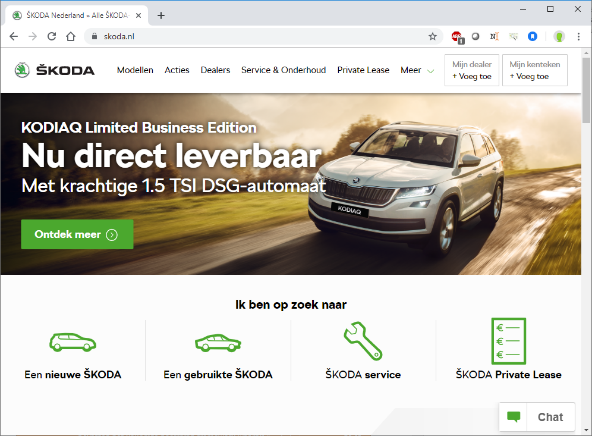 ŠKODA Nederland » Alle ŠKODA
skoda.nl
ŠKODA
Modellen Acties Dealers Service & Onderhoud Private Lease Meer
Mijn dealer
+ Voeg toe
Mijn kenteken
+ Voeg toe
KODIAQ Limited Business Edition
Nu direct leverbaar
Met krachtige 1.5 TSI DSG-automaat
Ontdek meer
KODIAQ
Ik ben op zoek naar
Een nieuwe ŠKODA
Een gebruikte ŠKODA
ŠKODA service
ŠKODA Private Lease
Chat